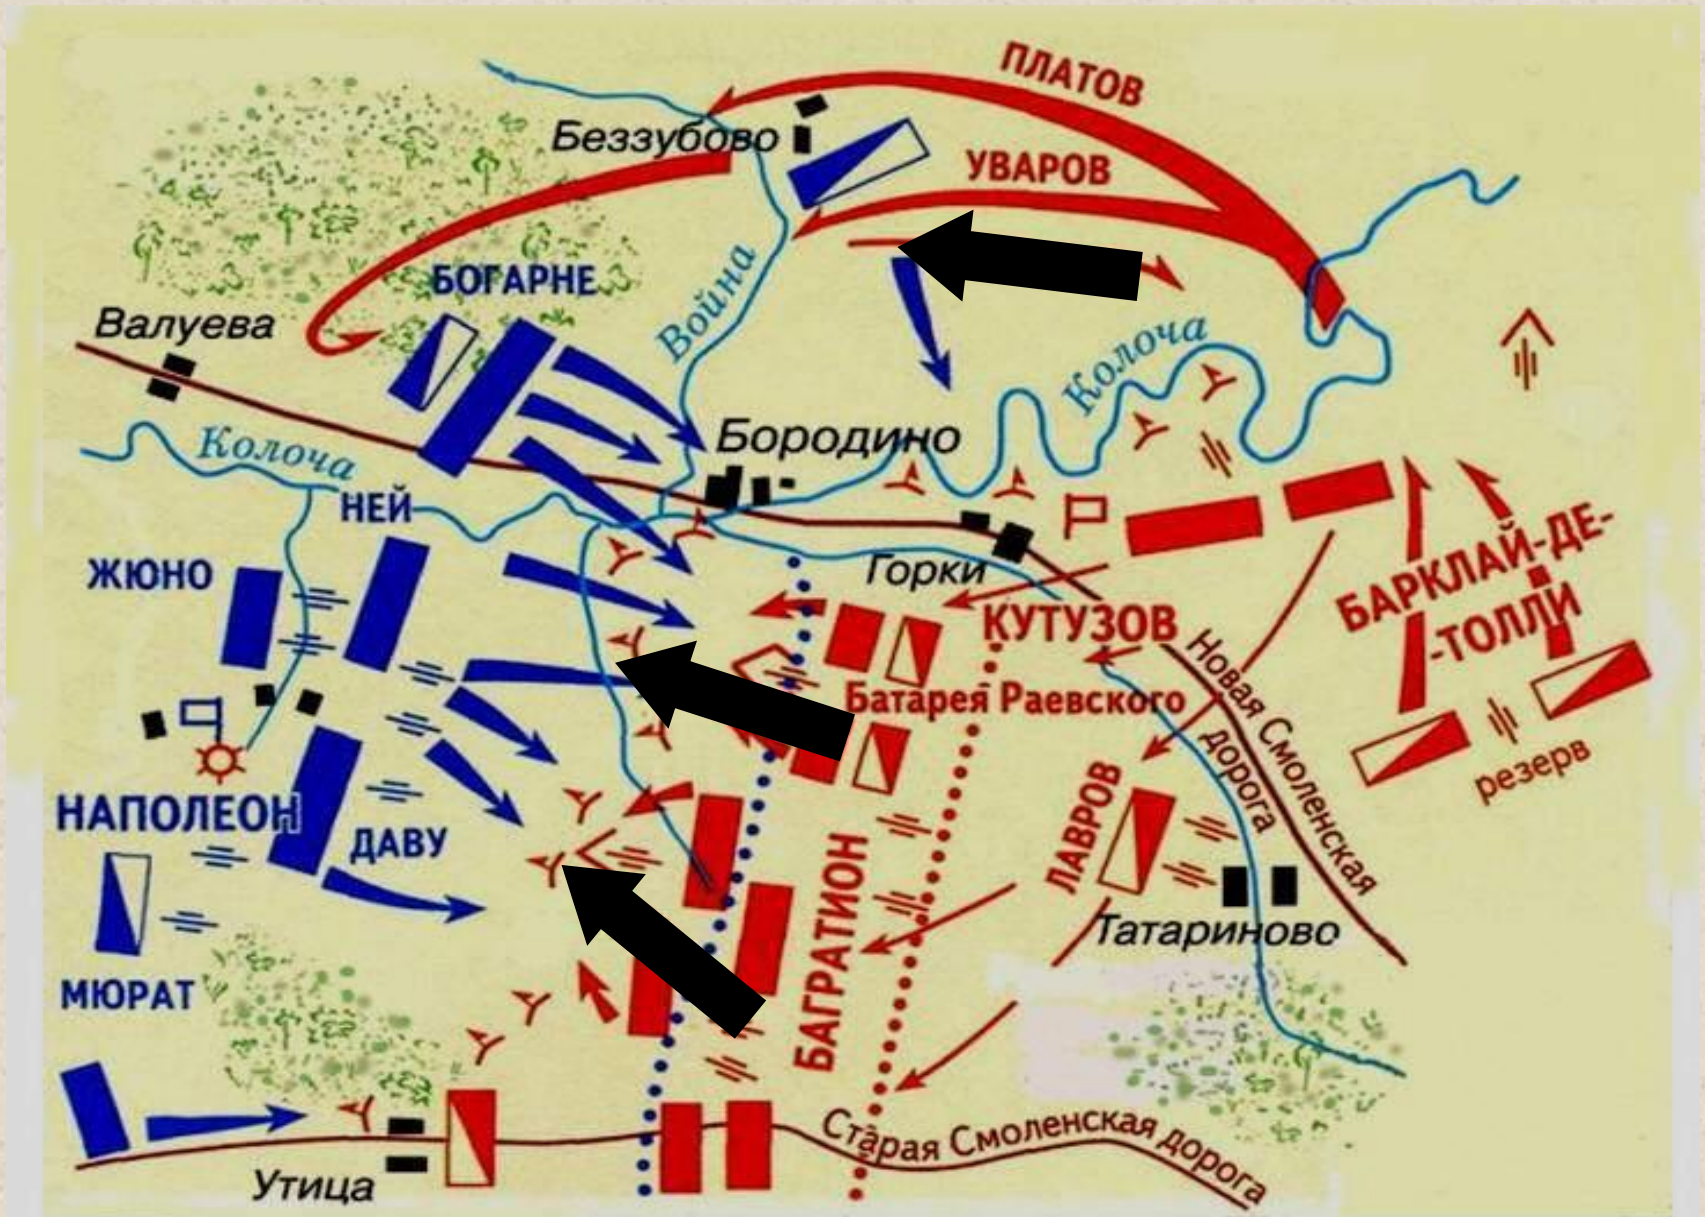 ПЛАТОВ
Беззубово
УВАРОВ
БОГАРНЕ
Война
Валуева
Колоча
Колоча
Бородино
НЕЙ
ЖЮНО
Горки
БАРКЛАЙ-ДЕ-
-ТОЛЛИ
КУТУЗОВ
Новая Смоленская
дорога
Батарея Раевского
резерв
НАПОЛЕОН
ДАВУ
ЛАВРОВ
БАГРАТИОН
Татариново
МЮРАТ
Старая Смоленская дорога
Утица